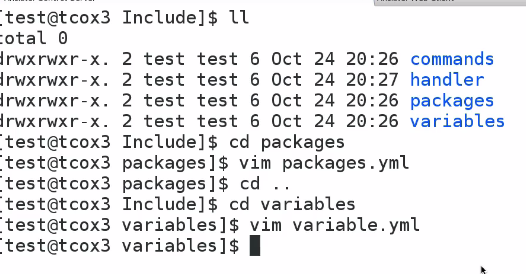 [test@tcox3 Include]$ ll
total 0
drwxrwxr-x. 2 test test 6 Oct 24 20:26 commands
drwxrwxr-x. 2 test test 6 Oct 24 20:27 handler
drwxrwxr-x. 2 test test 6 Oct 24 20:26 packages
drwxrwxr-x. 2 test test 6 Oct 24 20:26 variables
[test@tcox3 Include]$ cd packages
[test@tcox3 packages]$ vim packages.yml
[test@tcox3 packages]$ cd ..
[test@tcox3 Include]$ cd variables
[test@tcox3 variables]$ vim variable.yml
[test@tcox3 variables]$